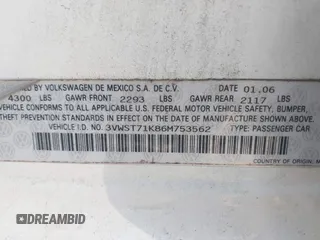 ED BY VOLKSWAGEN DE MEXICO S.A. DE C.V. DATE 01.06
4300 LBS GAWR FRONT 2293 LBS GAWR REAR 2117 LBS
VEHICLE CONFORMS TO ALL APPLICABLE U.S. FEDERAL MOTOR VEHICLE SAFETY, BUMPER,
THEFT PREVENTION STANDARDS IN EFFECT ON THE DATE OF MANUFACTURE SHOWN ABOVE
VEHICLE I.D. NO. 3VWST71K86M753562 TYPE: PASSENGER CAR
COUNTRY OF ORIGIN: MEX
DREAMBID